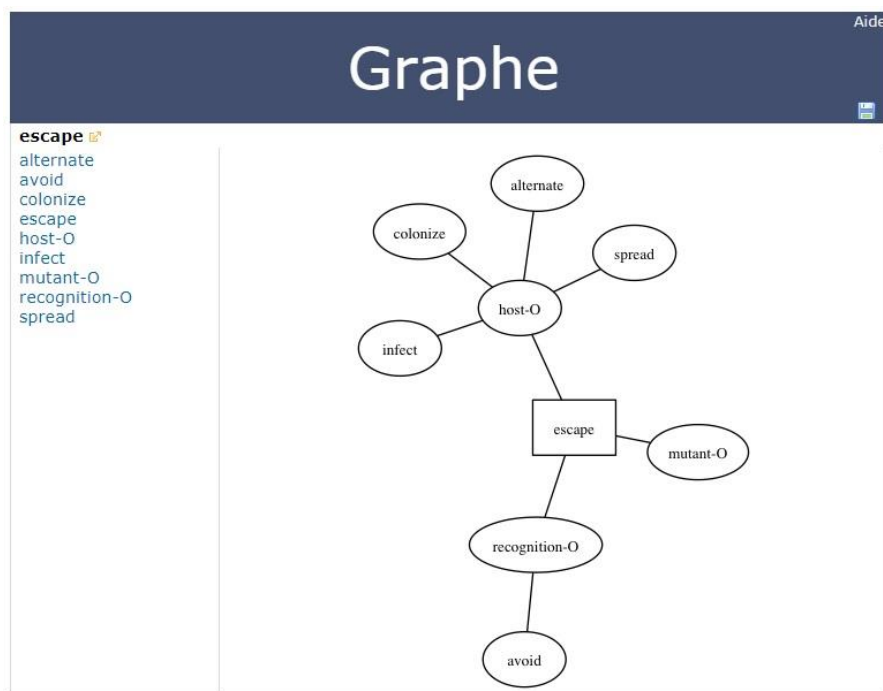 Aide
Graphe
escape
alternate
avoid
colonize
escape
host-O
infect
mutant-O
recognition-O
spread
alternate
colonize
spread
host-O
infect
escape
mutant-O
recognition-O
avoid